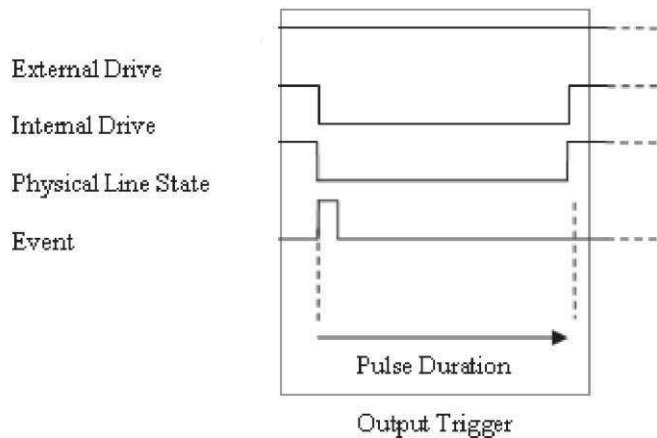 External Drive
Internal Drive
Physical Line State
Event
Pulse Duration
Output Trigger